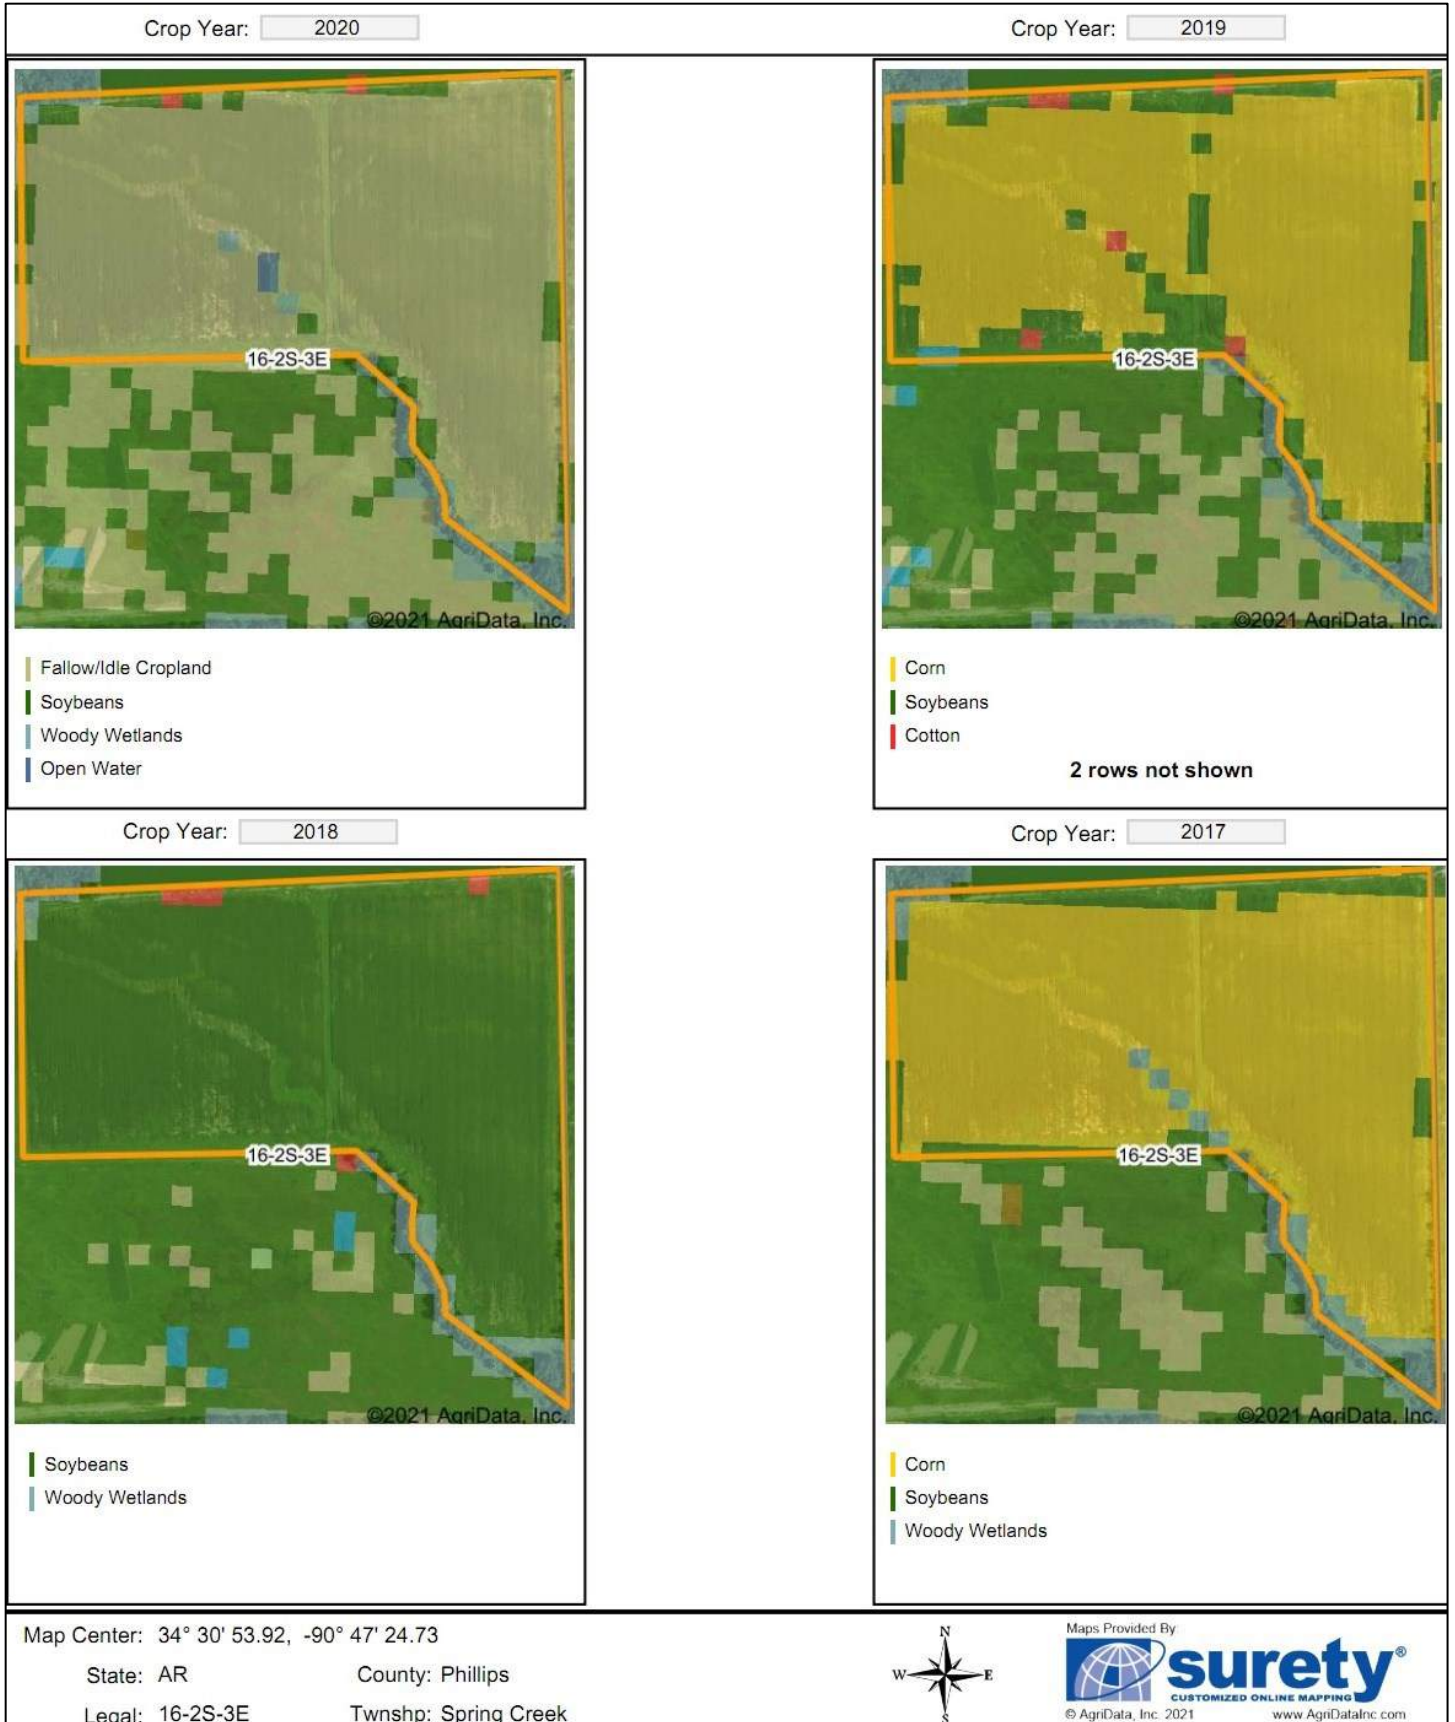 Crop Year: 2020
Crop Year: 2019
16-2S-3E
©2021 AgriData, Inc.
16-2S-3E
©2021 AgriData, Inc.
Fallow/Idle Cropland
Soybeans
Woody Wetlands
Open Water
Corn
Soybeans
Cotton
2 rows not shown
Crop Year: 2018
Crop Year: 2017
16-2S-3E
©2021 AgriData, Inc.
16-2S-3E
©2021 AgriData, Inc.
Soybeans
Woody Wetlands
Corn
Soybeans
Woody Wetlands
Map Center: 34° 30' 53.92, -90° 47' 24.73
State: AR County: Phillips
Legal: 16-2S-3E Twnshp: Spring Creek
N
W E
S
Maps Provided By
surety®
CUSTOMIZED ONLINE MAPPING
© AgriData, Inc. 2021 www.AgriDataInc.com